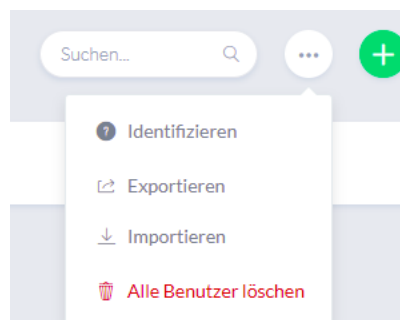 Suchen...
Identifizieren
Exportieren
Importieren
Alle Benutzer löschen